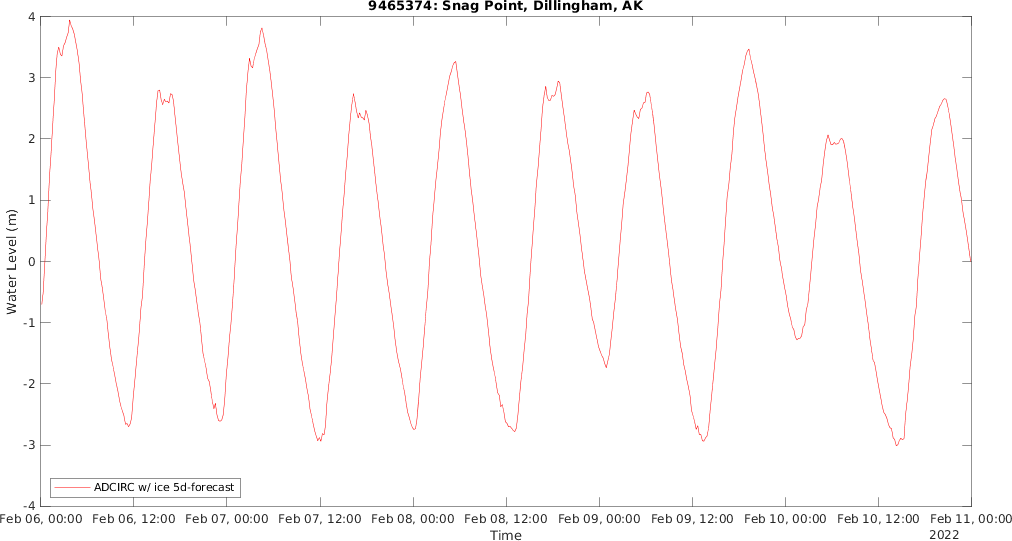 9465374: Snag Point, Dillingham, AK
4
3
2
1
0
-1
-2
-3
-4
Water Level (m)
ADCIRC w/ ice 5d-forecast
Feb 06, 00:00 Feb 06, 12:00 Feb 07, 00:00 Feb 07, 12:00 Feb 08, 00:00 Feb 08, 12:00 Feb 09, 00:00 Feb 09, 12:00 Feb 10, 00:00 Feb 10, 12:00 Feb 11, 00:00
Time
2022